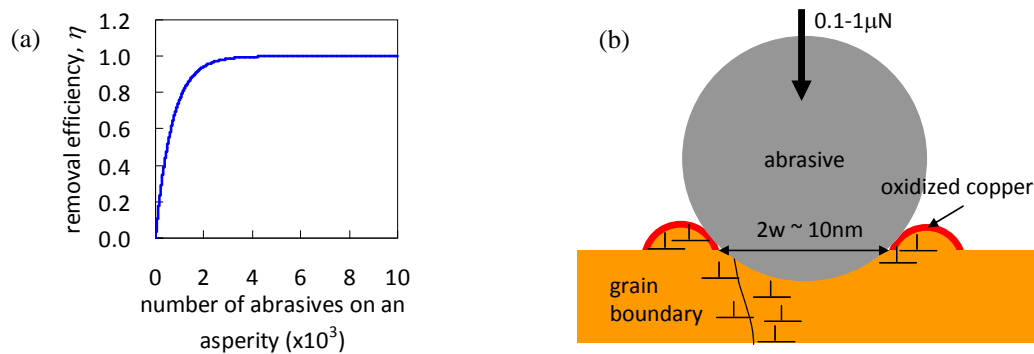 (a)
1.2
1.0
0.8
0.6
0.4
0.2
0.0
removal efficiency, η
0 2 4 6 8 10
number of abrasives on an
asperity (x10³)
(b)
0.1-1μN
abrasive
oxidized copper
2w ~ 10nm
grain
boundary